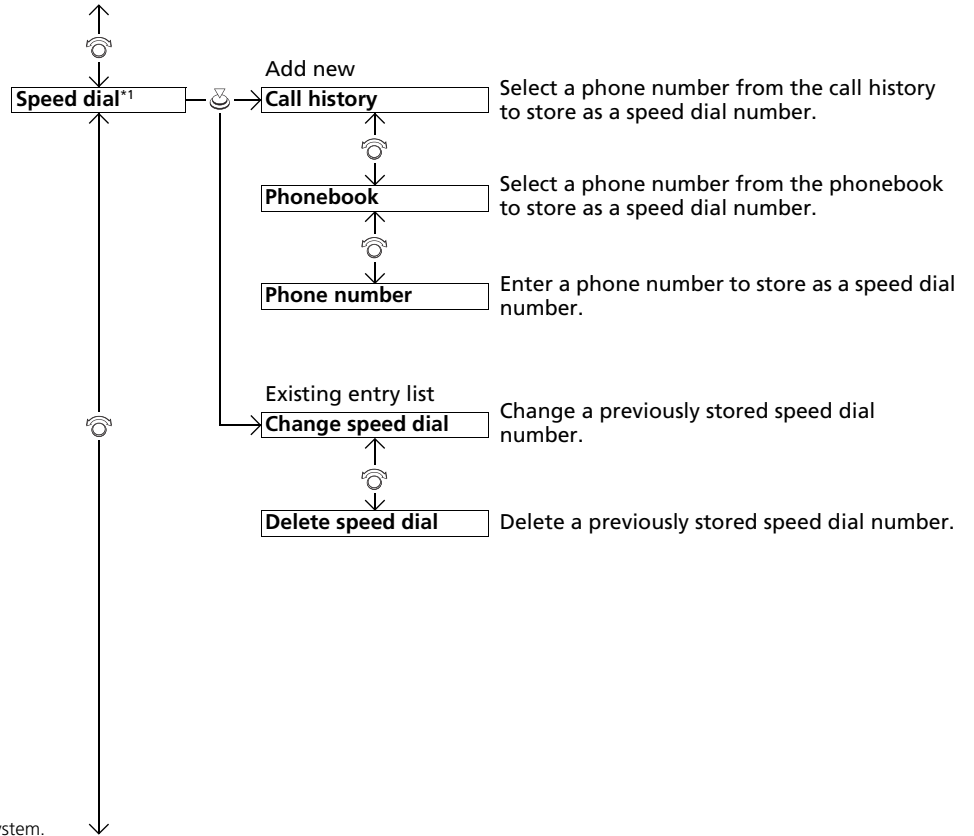 Add new
Speed dial*1
Call history
Select a phone number from the call history
to store as a speed dial number.
Phonebook
Select a phone number from the phonebook
to store as a speed dial number.
Phone number
Enter a phone number to store as a speed dial
number.
Existing entry list
Change speed dial
Change a previously stored speed dial
number.
Delete speed dial
Delete a previously stored speed dial number.
ystem.